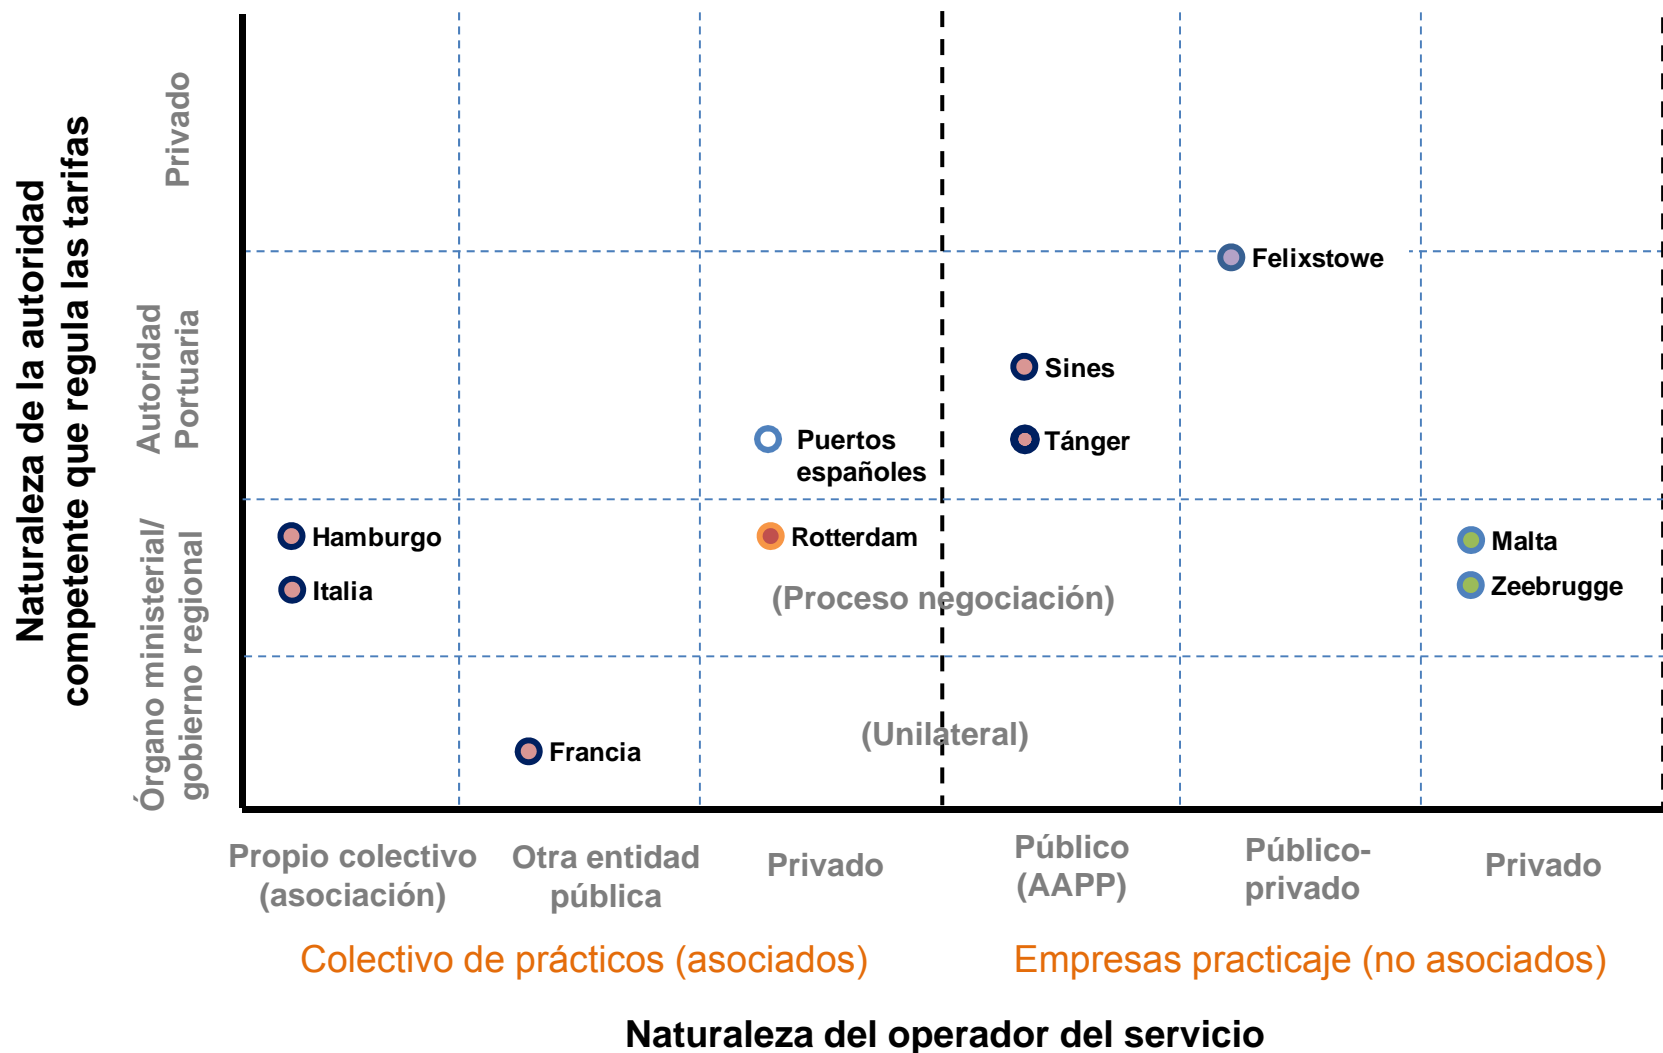 Naturaleza de la autoridad
competente que regula las tarifas
Privado
Autoridad
Portuaria
Órgano ministerial/
gobierno regional
Felixstowe
Sines
Puertos
españoles
Tánger
Hamburgo
Rotterdam
Malta
Italia
(Proceso negociación)
Zeebrugge
Francia
(Unilateral)
Propio colectivo
(asociación)
Otra entidad
pública
Privado
Público
(AAPP)
Público-
privado
Privado
Colectivo de prácticos (asociados)
Empresas practicaje (no asociados)
Naturaleza del operador del servicio